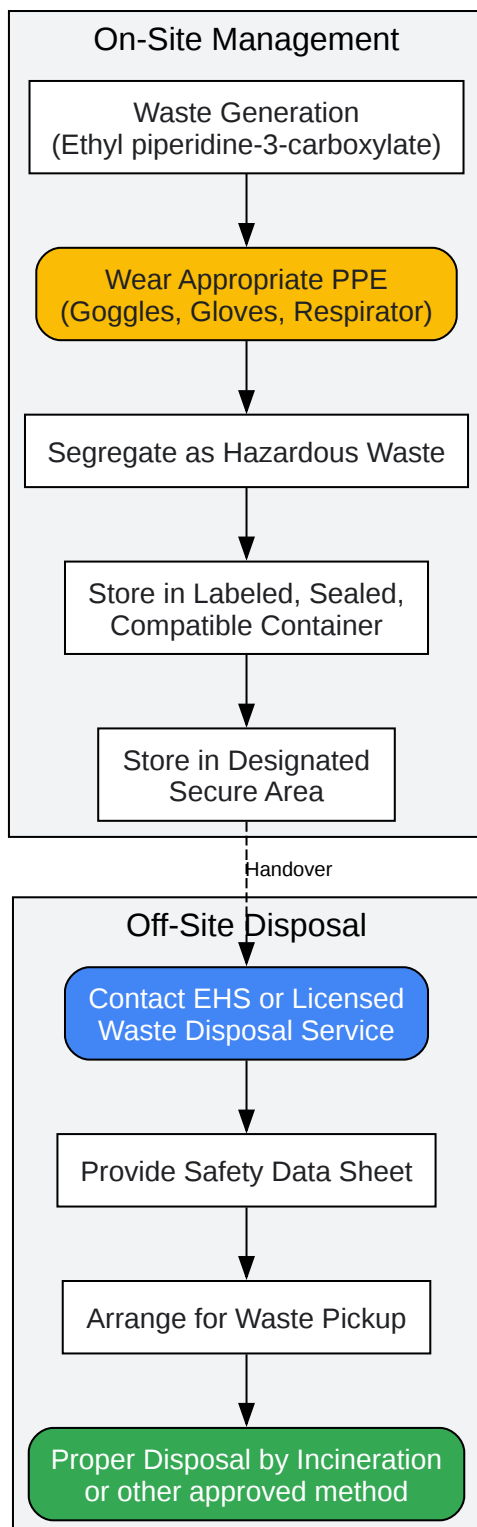 On-Site Management
Waste Generation
(Ethyl piperidine-3-carboxylate)
Wear Appropriate PPE
(Goggles, Gloves, Respirator)
Segregate as Hazardous Waste
Store in Labeled, Sealed,
Compatible Container
Store in Designated
Secure Area
Handover
Off-Site Disposal
Contact EHS or Licensed
Waste Disposal Service
Provide Safety Data Sheet
Arrange for Waste Pickup
Proper Disposal by Incineration
or other approved method